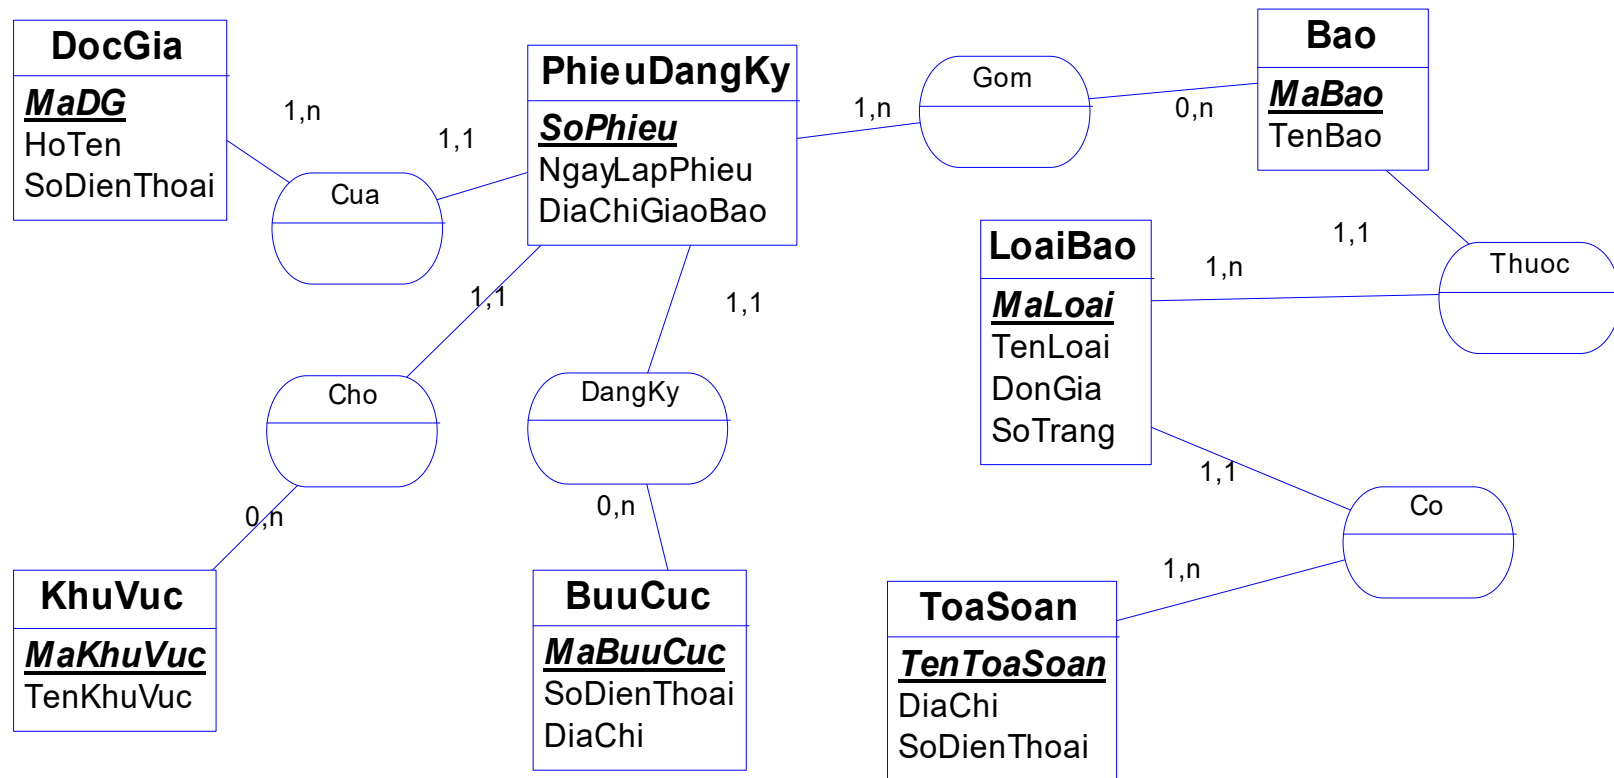 DocGia
MaDG
HoTen
SoDienThoai
1,n
Cua
1,1
PhieuDangKy
SoPhieu
NgayLapPhieu
DiaChiGiaoBao
1,n
Gom
0,n
Bao
MaBao
TenBao
1,1
Thuoc
1,n
LoaiBao
MaLoai
TenLoai
DonGia
SoTrang
1,1
Co
1,n
ToaSoan
TenToaSoan
DiaChi
SoDienThoai
1,1
Cho
0,n
KhuVuc
MaKhuVuc
TenKhuVuc
1,1
DangKy
0,n
BuuCuc
MaBuuCuc
SoDienThoai
DiaChi